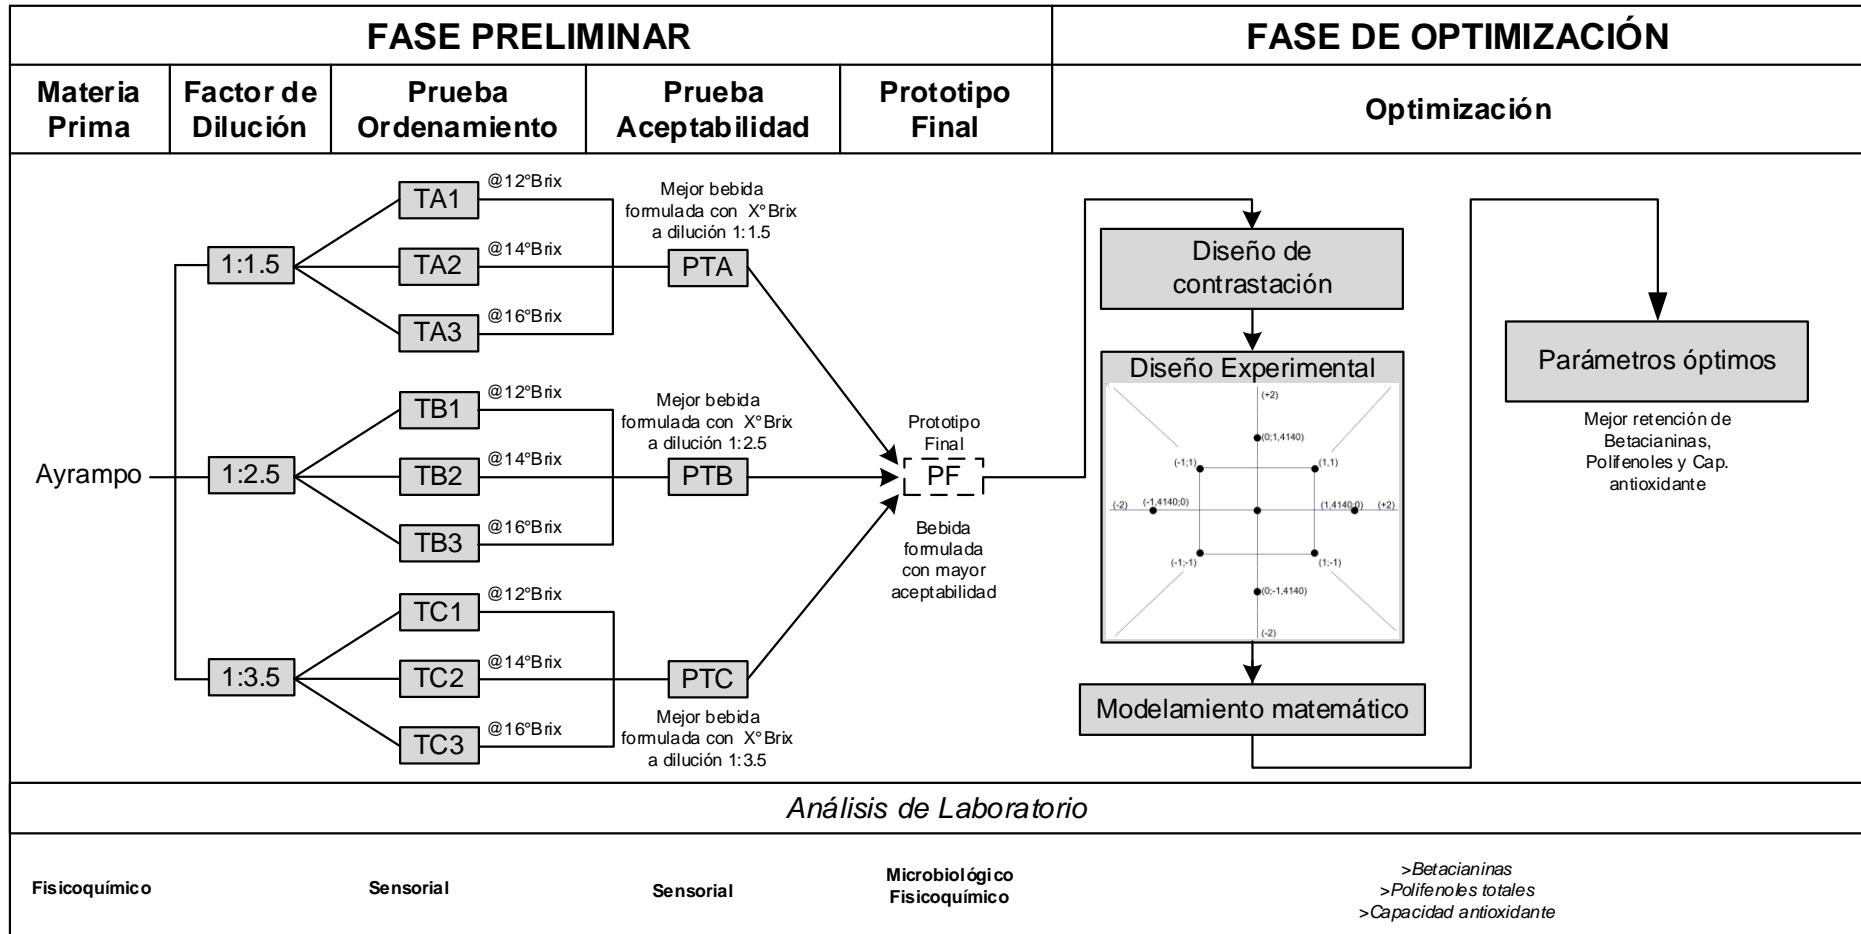 FASE PRELIMINAR
FASE DE OPTIMIZACIÓN
Materia
Prima
Factor de
Dilución
Prueba
Ordenamiento
Prueba
Aceptabilidad
Prototipo
Final
Optimización
Ayrampo
1:1.5
TA1
@12°Brix
TA2
@14°Brix
TA3
@16°Brix
Mejor bebida
formulada con X°Brix
a dilución 1:1.5
PTA
1:2.5
TB1
@12°Brix
TB2
@14°Brix
TB3
@16°Brix
Mejor bebida
formulada con X°Brix
a dilución 1:2.5
PTB
1:3.5
TC1
@12°Brix
TC2
@14°Brix
TC3
@16°Brix
PTC
Mejor bebida
formulada con X°Brix
a dilución 1:3.5
Prototipo
Final
PF
Bebida
formulada
con mayor
aceptabilidad
Diseño de
contrastación
Diseño Experimental
(+2)
(0;1,4140)
(-1;1)
(1,1)
(-2)
(-1,4140;0)
(1,4140;0)
(+2)
(-1;-1)
(1;-1)
(0;-1,4140)
(-2)
Modelamiento matemático
Parámetros óptimos
Mejor retención de
Betacianinas,
Polifenoles y Cap.
antioxidante
Análisis de Laboratorio
Fisicoquímico
Sensorial
Sensorial
Microbiológico
Fisicoquímico
>Betacianinas
>Polifenoles totales
>Capacidad antioxidante